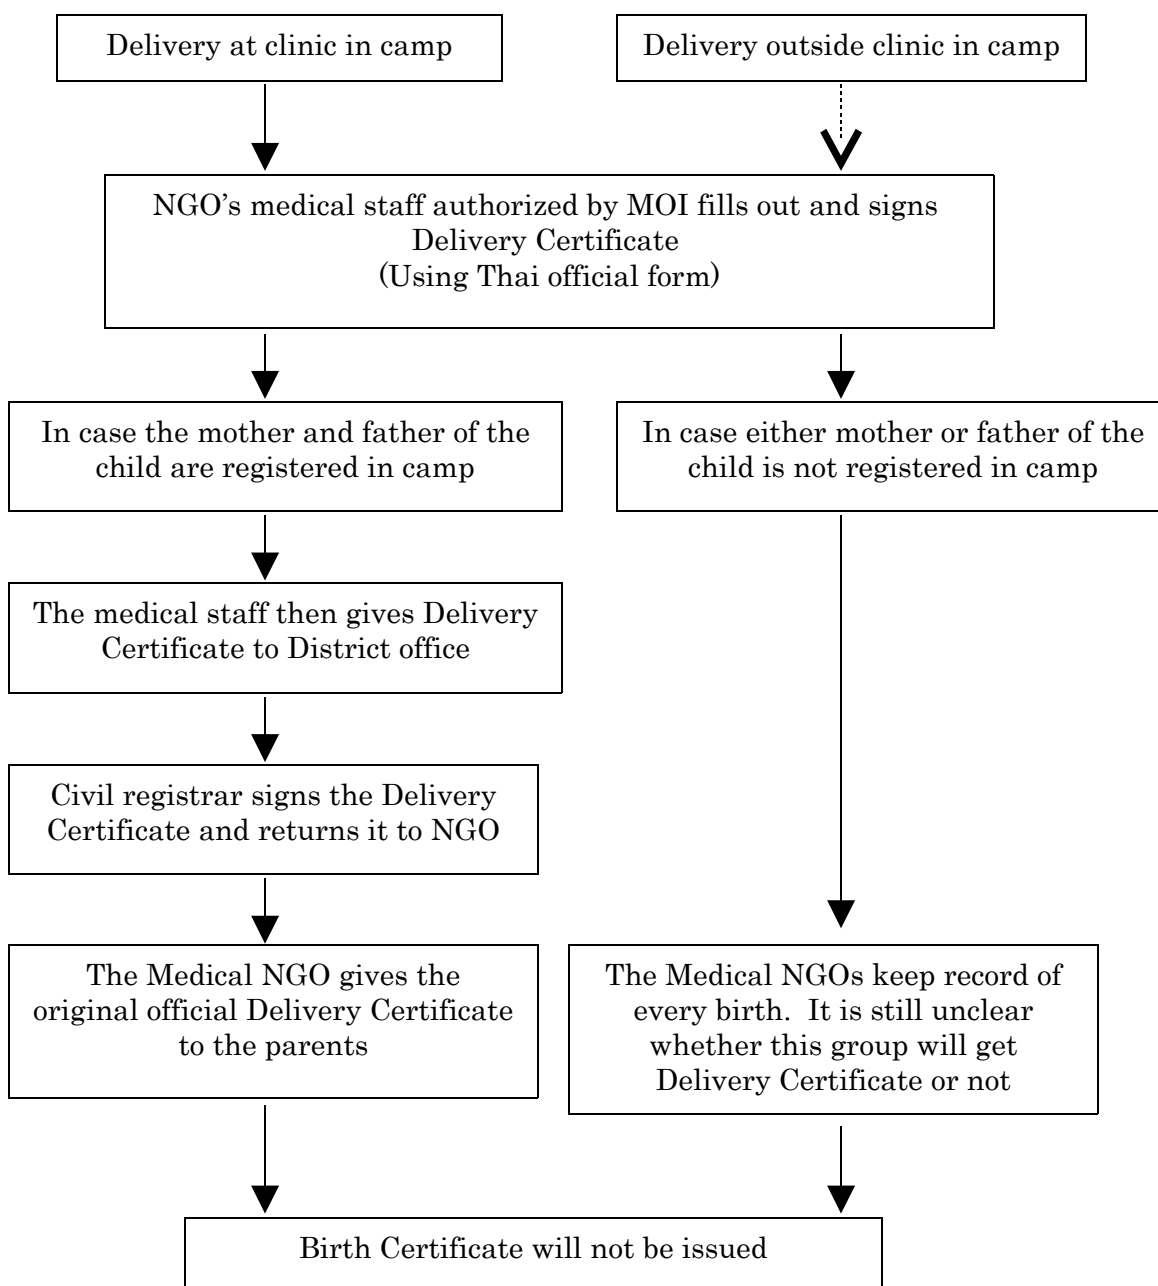 Delivery at clinic in camp
Delivery outside clinic in camp
NGO’s medical staff authorized by MOI fills out and signs
Delivery Certificate
(Using Thai official form)
In case the mother and father of the
child are registered in camp
In case either mother or father of the
child is not registered in camp
The medical staff then gives Delivery
Certificate to District office
Civil registrar signs the Delivery
Certificate and returns it to NGO
The Medical NGO gives the
original official Delivery Certificate
to the parents
The Medical NGOs keep record of
every birth.  It is still unclear
whether this group will get
Delivery Certificate or not
Birth Certificate will not be issued